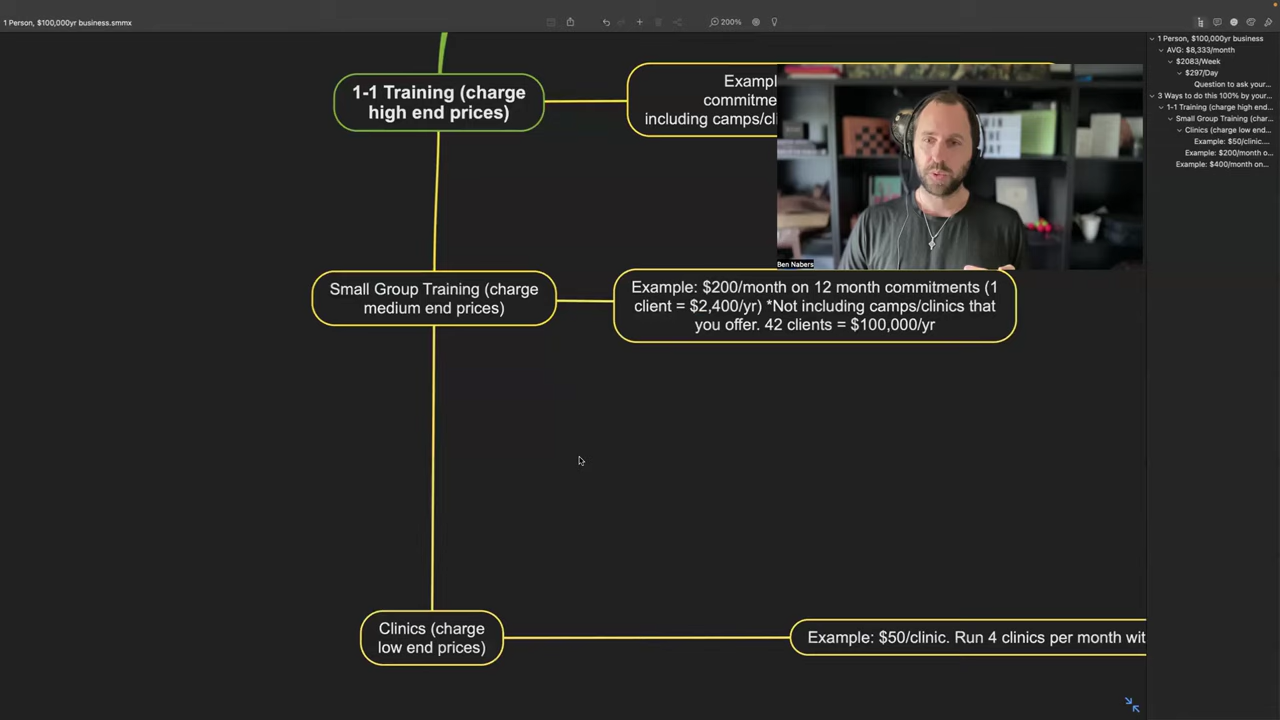 1 Person, $100,000yr business.smmx
200%
1-1 Training (charge
high end prices)
Exampl
commitme
including camps/cli
Ben Nabers
Small Group Training (charge
medium end prices)
Example: $200/month on 12 month commitments (1
client = $2,400/yr) *Not including camps/clinics that
you offer. 42 clients = $100,000/yr
Clinics (charge
low end prices)
Example: $50/clinic. Run 4 clinics per month wit
1 Person, $100,000yr business
AVG: $8,333/month
$2083/Week
$297/Day
Question to ask your...
3 Ways to do this 100% by your...
1-1 Training (charge high end...
Small Group Training (char...
Clinics (charge low end...
Example: $50/clinic....
Example: $200/month o...
Example: $400/month on...